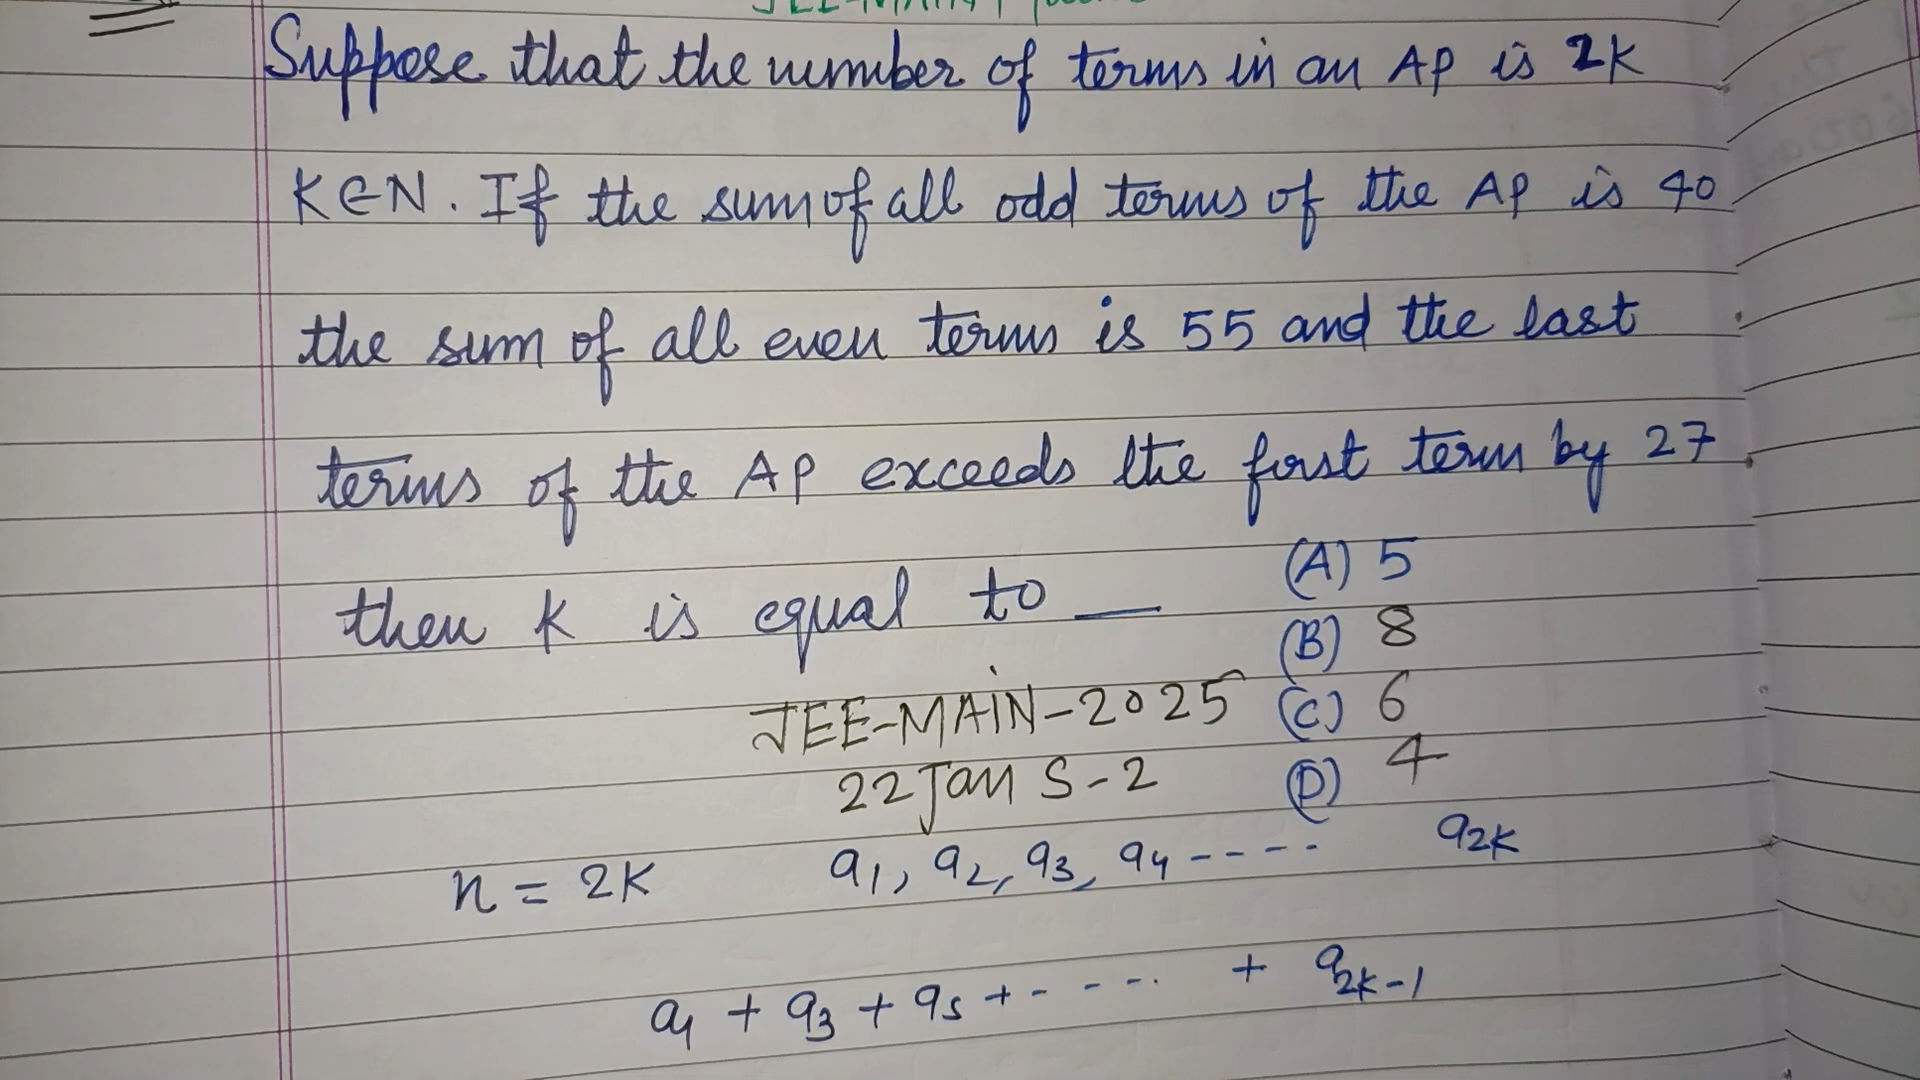 Suppose that the number of terms in an AP is 2K
K∈N. If the sum of all odd terms of the AP is 40
the sum of all even terms is 55 and the last
terms of the AP exceeds the first term by 27
then K is equal to __ (A) 5
(B) 8
JEE-MAIN-2025 (C) 6
22 Jan S-2 (D) 4
n = 2K a1, a2, a3, a4 ---- a2K
a1 + a3 + a5 + ---- + a2K-1